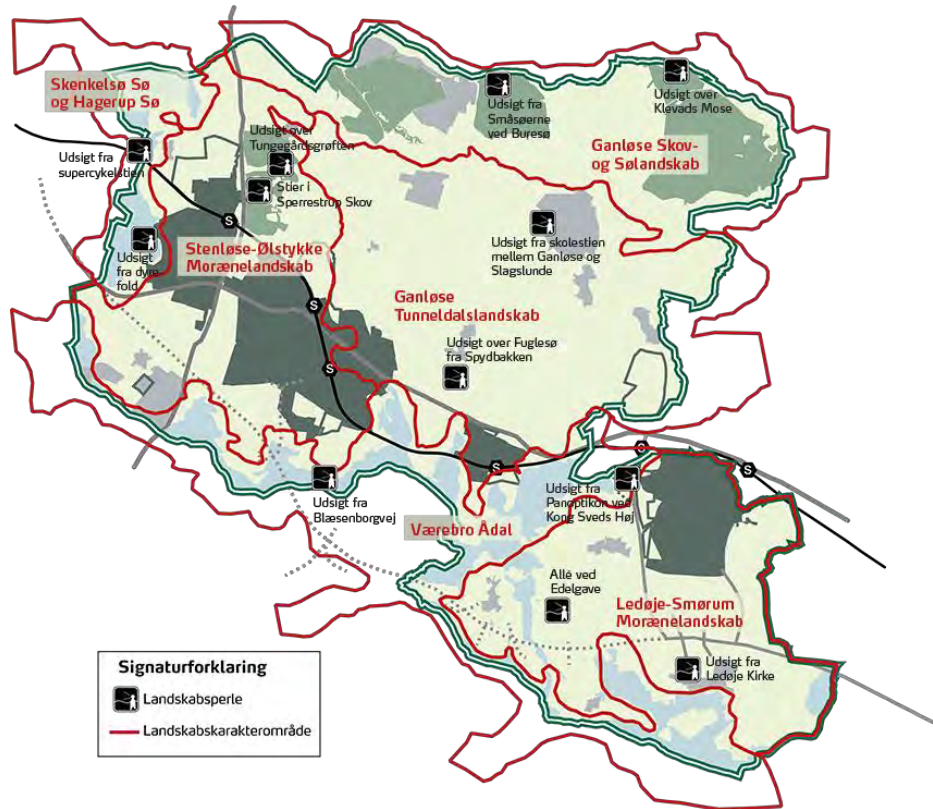 Skenkelsø Sø
og Hagerup Sø
Udsigt fra
supercykelstien
Udsigt over
Tungegårdsgrøften
Stier i
Sperrestrup Skov
Udsigt
fra dyre
fold
Stenløse-Ølstykke
Morænelandskab
Udsigt fra
Småsøerne
ved Buresø
Udsigt over
Klevads Mose
Ganløse Skov-
og Sølandskab
Udsigt fra skolestien
mellem Ganløse og
Slagslunde
Ganløse
Tunneldalslandskab
Udsigt over Fuglesø
fra Spydbakken
S
S
S
S
S
Udsigt fra
Blæsenborgvej
Værebro Ådal
Udsigt fra
Panoptikon ved
Kong Sveds Høj
Allé ved
Edelgave
Ledøje-Smørum
Morænelandskab
Udsigt fra
Ledøje Kirke
Signaturforklaring
Landskabsperle
Landskabskarakterområde